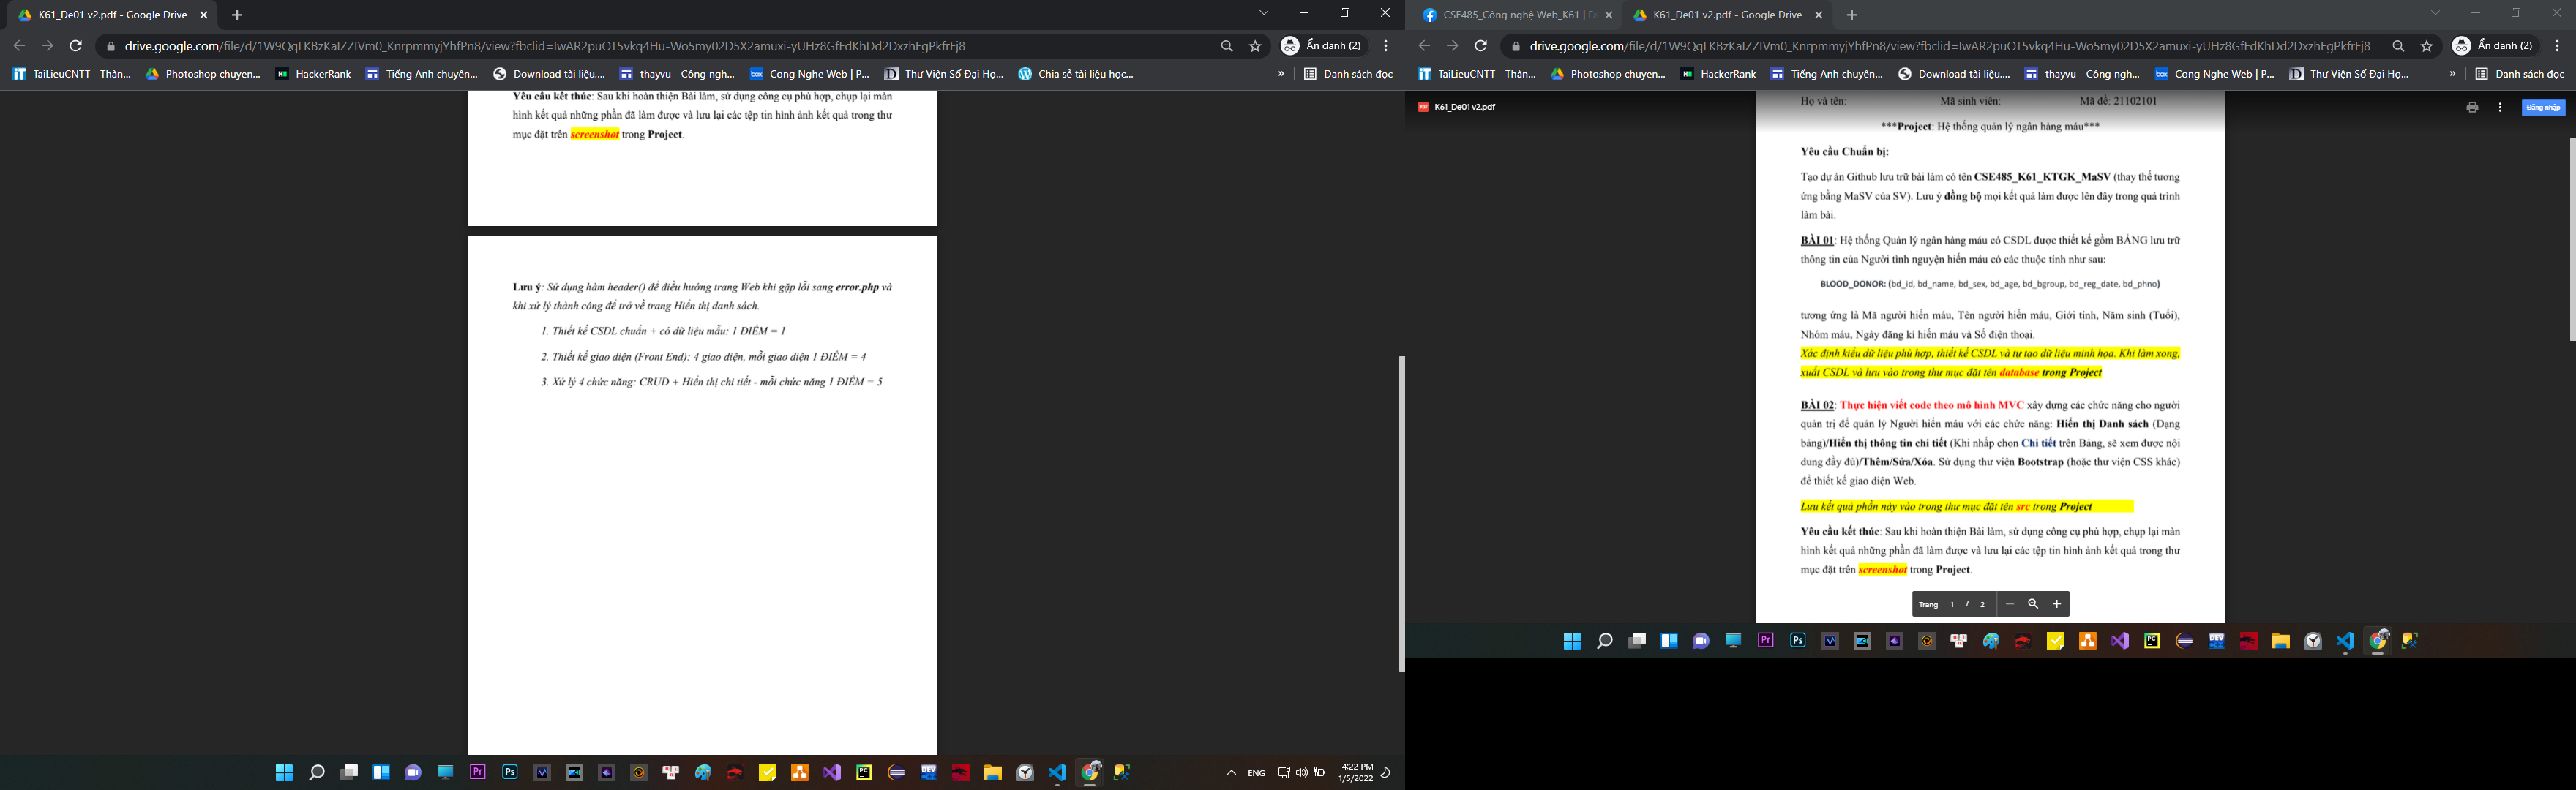 K61_De01 v2.pdf - Google Drive
drive.google.com/file/d/1W9QqLKBzKaIZZIVm0_KnrpmmyjYhfPn8/view?fbclid=IwAR2puOT5vkq4Hu-Wo5my02D5X2amuxi-yUHz8GfFdKhDd2DxzhFgPkfrFj8
Ẩn danh (2)
TaiLieuCNTT - Thàn...
Photoshop chuyen...
HackerRank
Tiếng Anh chuyên...
Download tài liệu,...
thayvu - Công ngh...
Cong Nghe Web | P...
Thư Viện Số Đại Họ...
Chia sẻ tài liệu học...
»
Danh sách đọc
Yêu cầu kết thúc: Sau khi hoàn thiện Bài làm, sử dụng công cụ phù hợp, chụp lại màn
hình kết quả những phần đã làm được và lưu lại các tệp tin hình ảnh kết quả trong thư
mục đặt trên screenshot trong Project.
Lưu ý: Sử dụng hàm header() để điều hướng trang Web khi gặp lỗi sang error.php và
khi xử lý thành công để trở về trang Hiển thị danh sách.
1. Thiết kế CSDL chuẩn + có dữ liệu mẫu: 1 ĐIỂM = 1
2. Thiết kế giao diện (Front End): 4 giao diện, mỗi giao diện 1 ĐIỂM = 4
3. Xử lý 4 chức năng: CRUD + Hiển thị chi tiết - mỗi chức năng 1 ĐIỂM = 5
ENG
4:22 PM
1/5/2022
CSE485_Công nghệ Web_K61 | Fa
K61_De01 v2.pdf - Google Drive
drive.google.com/file/d/1W9QqLKBzKaIZZIVm0_KnrpmmyjYhfPn8/view?fbclid=IwAR2puOT5vkq4Hu-Wo5my02D5X2amuxi-yUHz8GfFdKhDd2DxzhFgPkfrFj8
Ẩn danh (2)
TaiLieuCNTT - Thàn...
Photoshop chuyen...
HackerRank
Tiếng Anh chuyên...
Download tài liệu,...
thayvu - Công ngh...
Cong Nghe Web | P...
Thư Viện Số Đại Họ...
»
Danh sách đọc
PDF K61_De01 v2.pdf
Đăng nhập
Họ và tên: Mã sinh viên: Mã đề: 21102101
***Project: Hệ thống quản lý ngân hàng máu***
Yêu cầu Chuẩn bị:
Tạo dự án Github lưu trữ bài làm có tên CSE485_K61_KTGK_MaSV (thay thế tương
ứng bằng MaSV của SV). Lưu ý đồng bộ mọi kết quả làm được lên đây trong quá trình
làm bài.
BÀI 01: Hệ thống Quản lý ngân hàng máu có CSDL được thiết kế gồm BẢNG lưu trữ
thông tin của Người tình nguyện hiến máu có các thuộc tính như sau:
BLOOD_DONOR: (bd_id, bd_name, bd_sex, bd_age, bd_bgroup, bd_reg_date, bd_phno)
tương ứng là Mã người hiến máu, Tên người hiến máu, Giới tính, Năm sinh (Tuổi),
Nhóm máu, Ngày đăng kí hiến máu và Số điện thoại.
Xác định kiểu dữ liệu phù hợp, thiết kế CSDL và tự tạo dữ liệu minh họa. Khi làm xong,
xuất CSDL và lưu vào trong thư mục đặt tên database trong Project
BÀI 02: Thực hiện viết code theo mô hình MVC xây dựng các chức năng cho người
quản trị để quản lý Người hiến máu với các chức năng: Hiển thị Danh sách (Dạng
bảng)/Hiển thị thông tin chi tiết (Khi nhấp chọn Chi tiết trên Bảng, sẽ xem được nội
dung đầy đủ)/Thêm/Sửa/Xóa. Sử dụng thư viện Bootstrap (hoặc thư viện CSS khác)
để thiết kế giao diện Web.
Lưu kết quả phần này vào trong thư mục đặt tên src trong Project
Yêu cầu kết thúc: Sau khi hoàn thiện Bài làm, sử dụng công cụ phù hợp, chụp lại màn
hình kết quả những phần đã làm được và lưu lại các tệp tin hình ảnh kết quả trong thư
mục đặt trên screenshot trong Project.
Trang 1 / 2